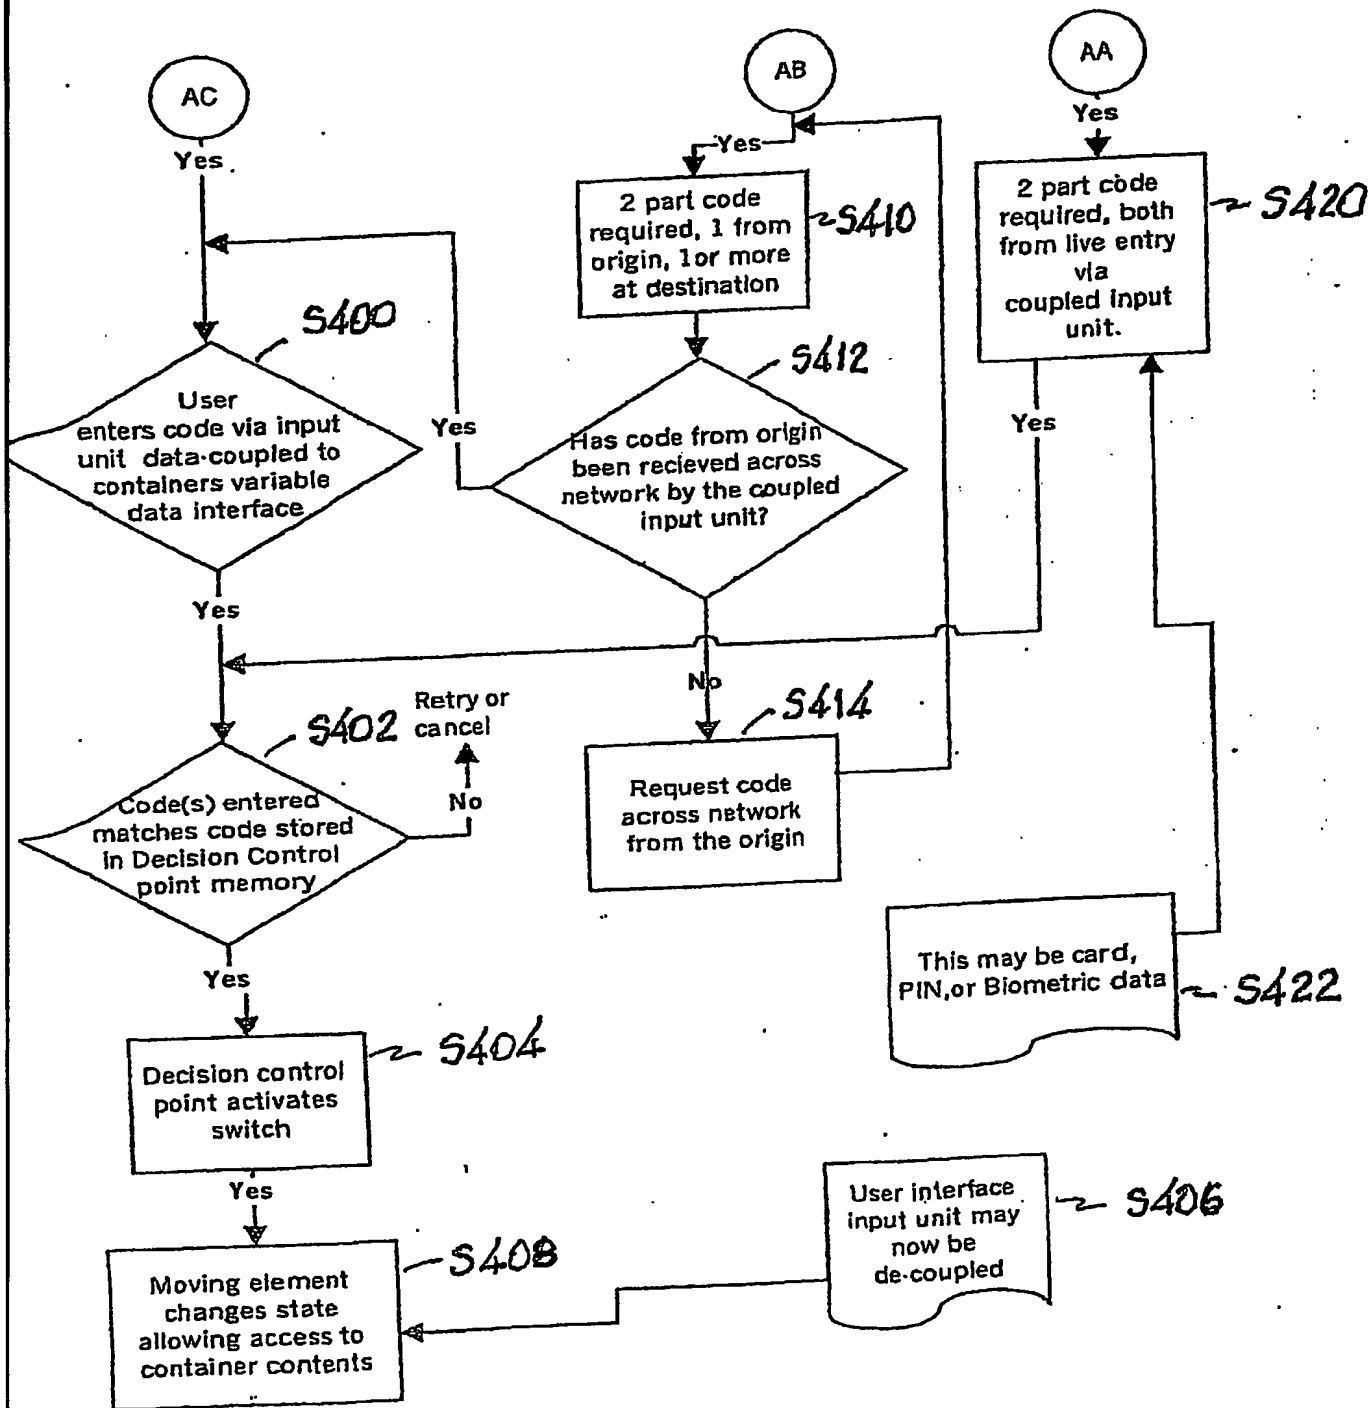 AC
Yes
AB
Yes
AA
Yes
2 part code
required, 1 from
origin, 1or more
at destination
S410
2 part code
required, both
from live entry
via
coupled input
unit.
S420
S400
User
enters code via input
unit data-coupled to
containers variable
data interface
Yes
S412
Has code from origin
been recieved across
network by the coupled
input unit?
Yes
Yes
No
S402
Retry or
cancel
No
Code(s) entered
matches code stored
in Decision Control
point memory
S414
Request code
across network
from the origin
Yes
Yes
This may be card,
PIN,or Biometric data
S422
Decision control
point activates
switch
S404
Yes
User interface
input unit may
now be
de-coupled
S406
Moving element
changes state
allowing access to
container contents
S408